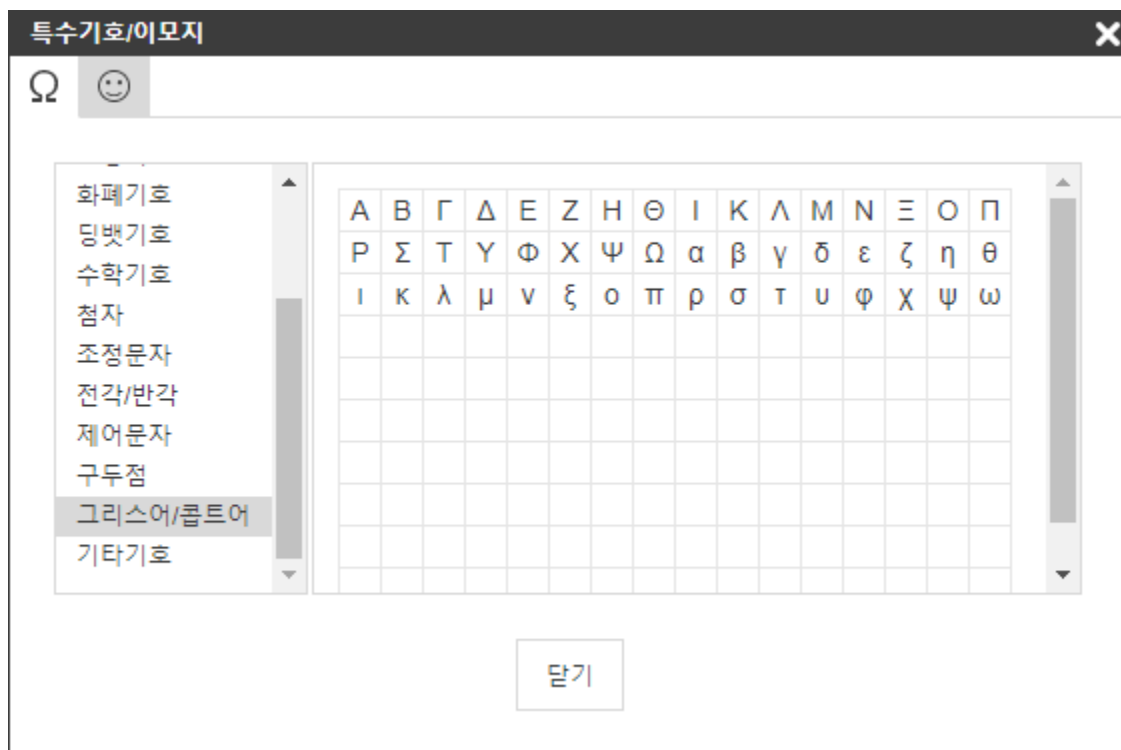 특수기호/이모지
Ω
화폐기호
딩뱃기호
수학기호
첨자
조정문자
전각/반각
제어문자
구두점
그리스어/콥트어
기타기호
Α Β Γ Δ Ε Ζ Η Θ Ι Κ Λ Μ Ν Ξ Ο Π
Ρ Σ Τ Υ Φ Χ Ψ Ω α β γ δ ε ζ η θ
ι κ λ μ ν ξ ο π ρ σ τ υ φ χ ψ ω
닫기